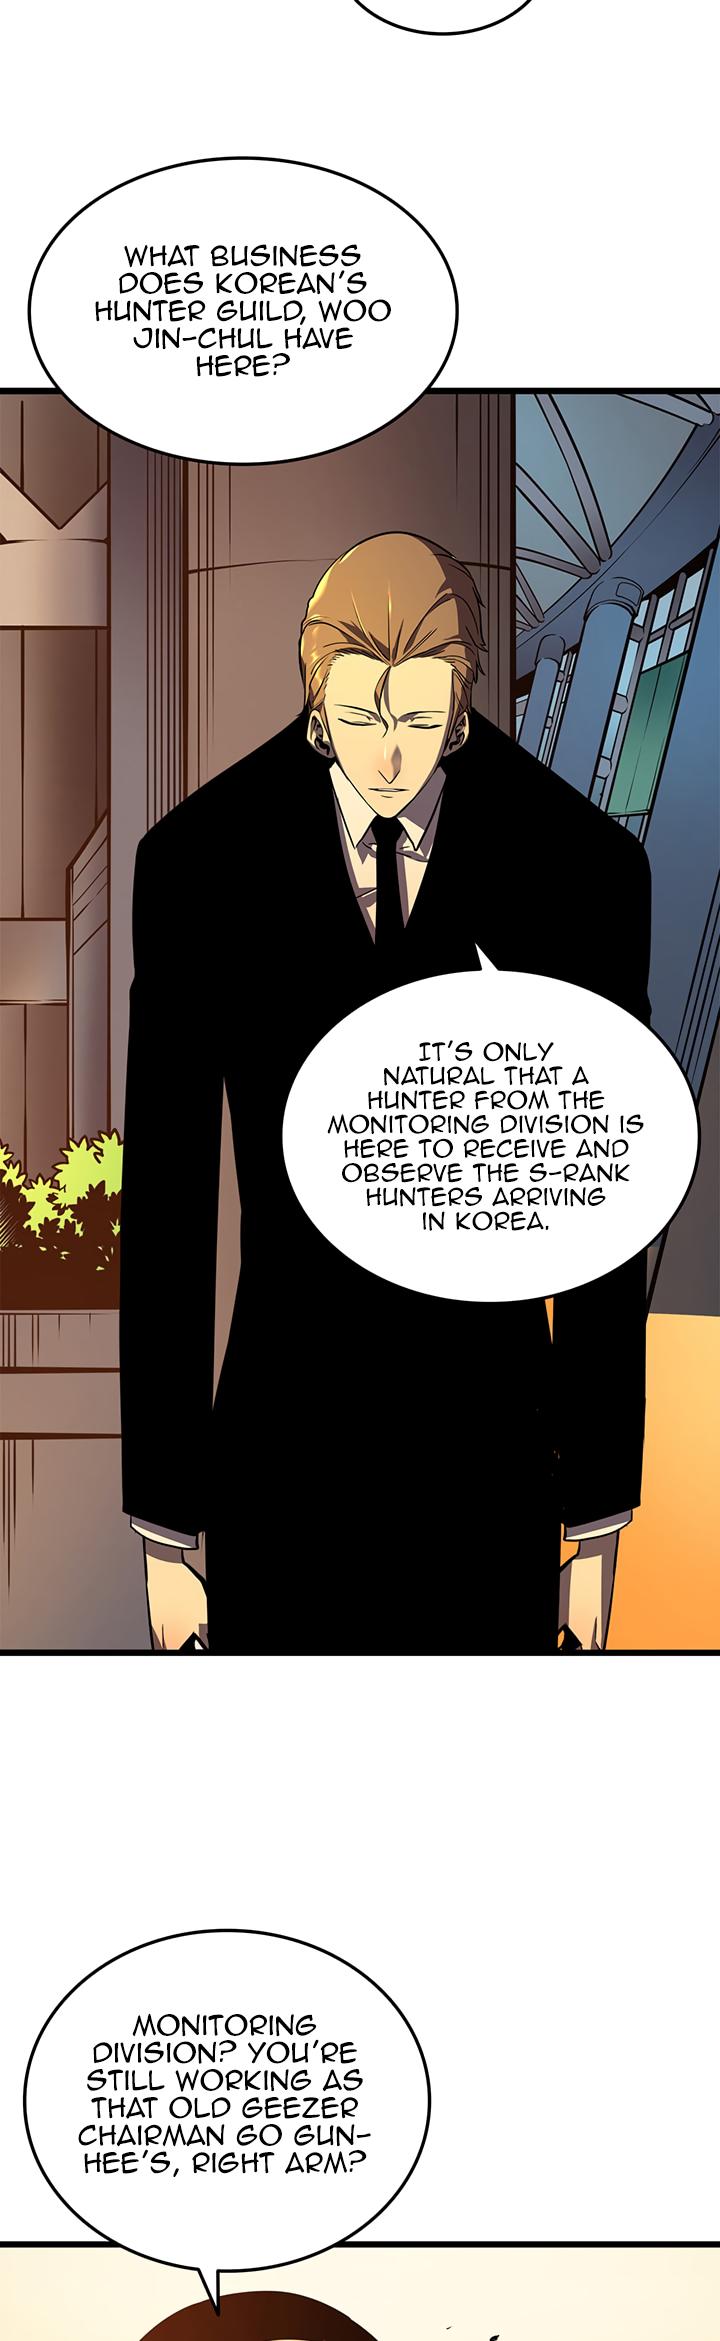 WHAT BUSINESS
DOES KOREAN'S
HUNTER GUILD, WOO
JIN-CHUL HAVE
HERE?
IT'S ONLY
NATURAL THAT A
HUNTER FROM THE
MONITORING DIVISION IS
HERE TO RECEIVE AND
OBSERVE THE S-RANK
HUNTERS ARRIVING
IN KOREA.
MONITORING
DIVISION? YOU'RE
STILL WORKING AS
THAT OLD GEEZER
CHAIRMAN GO GUN-
HEE'S, RIGHT ARM?